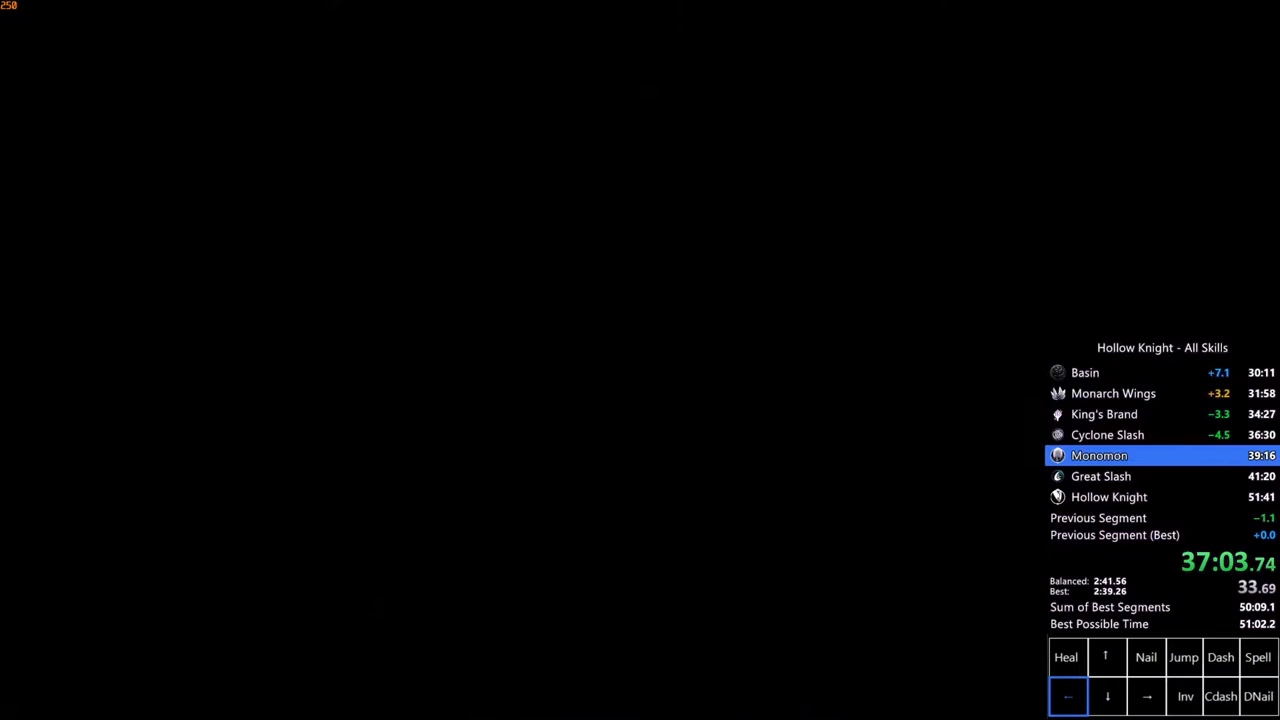 250
Hollow Knight - All Skills
Basin +7.1 30:11
Monarch Wings +3.2 31:58
King's Brand −3.3 34:27
Cyclone Slash −4.5 36:30
Monomon 39:16
Great Slash 41:20
Hollow Knight 51:41
Previous Segment −1.1
Previous Segment (Best) +0.0
37:03.74
Balanced: 2:41.56
Best: 2:39.26
33.69
Sum of Best Segments 50:09.1
Best Possible Time 51:02.2
Heal ↑ Nail Jump Dash Spell
← ↓ → Inv Cdash DNail